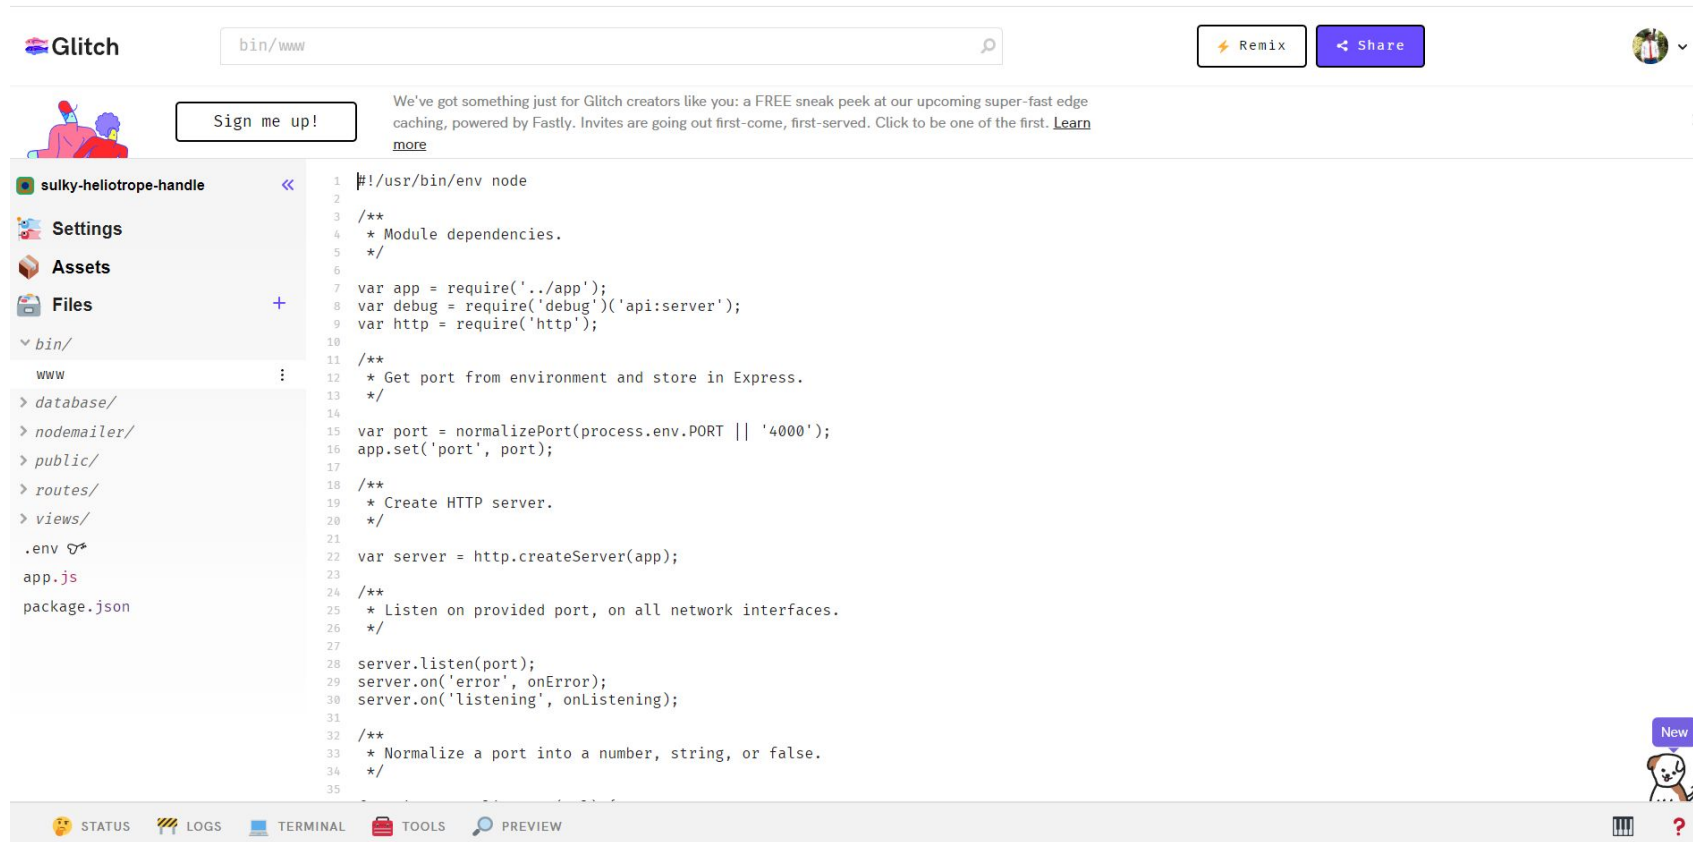 Glitch
bin/www
Remix
Share
Sign me up!
We've got something just for Glitch creators like you: a FREE sneak peek at our upcoming super-fast edge
caching, powered by Fastly. Invites are going out first-come, first-served. Click to be one of the first. Learn
more
sulky-heliotrope-handle
Settings
Assets
Files
bin/
www
database/
nodemailer/
public/
routes/
views/
.env
app.js
package.json
1 #!/usr/bin/env node
2
3 /**
4 * Module dependencies.
5 */
6
7 var app = require('../app');
8 var debug = require('debug')('api:server');
9 var http = require('http');
10
11 /**
12 * Get port from environment and store in Express.
13 */
14
15 var port = normalizePort(process.env.PORT || '4000');
16 app.set('port', port);
17
18 /**
19 * Create HTTP server.
20 */
21
22 var server = http.createServer(app);
23
24 /**
25 * Listen on provided port, on all network interfaces.
26 */
27
28 server.listen(port);
29 server.on('error', onError);
30 server.on('listening', onListening);
31
32 /**
33 * Normalize a port into a number, string, or false.
34 */
35
New
STATUS
LOGS
TERMINAL
TOOLS
PREVIEW
?